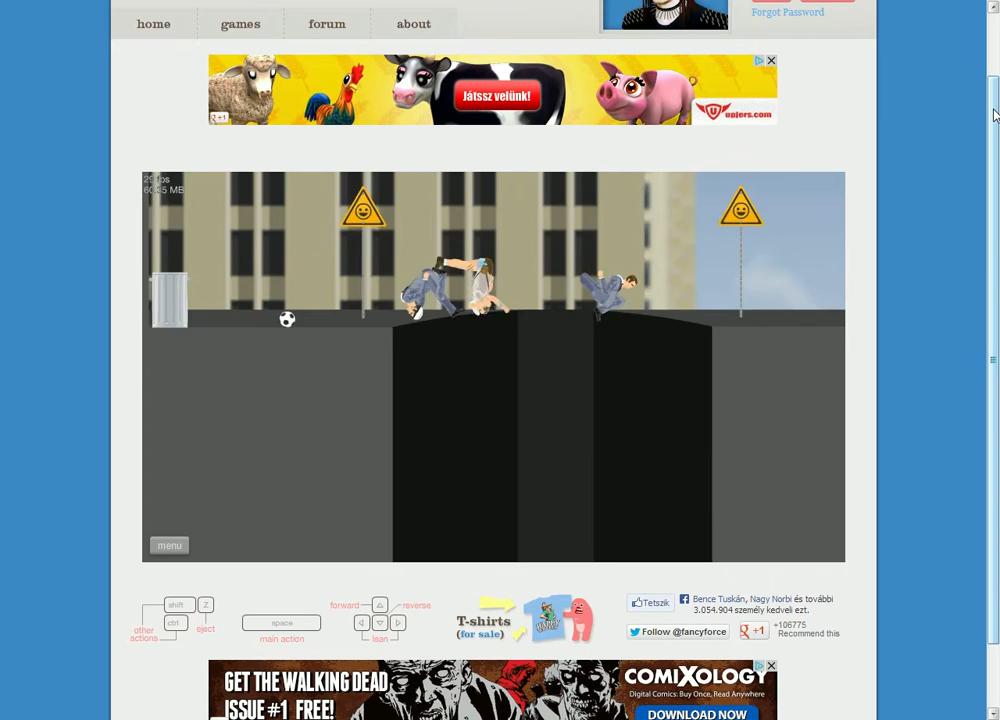 home games forum about
Forgot Password
Játssz velünk!
upjers.com
g +1
menu
shift Z
ctrl
other actions
eject
space
main action
forward
reverse
lean
T-shirts
(for sale)
Tetszik
Bence Tuskán, Nagy Norbi és további
3.054.904 személy kedveli ezt.
Follow @fancyforce
g +1
+106775
Recommend this
GET THE WALKING DEAD
ISSUE #1 FREE!
COMIXOLOGY
Digital Comics: Buy Once, Read Anywhere
DOWNLOAD NOW